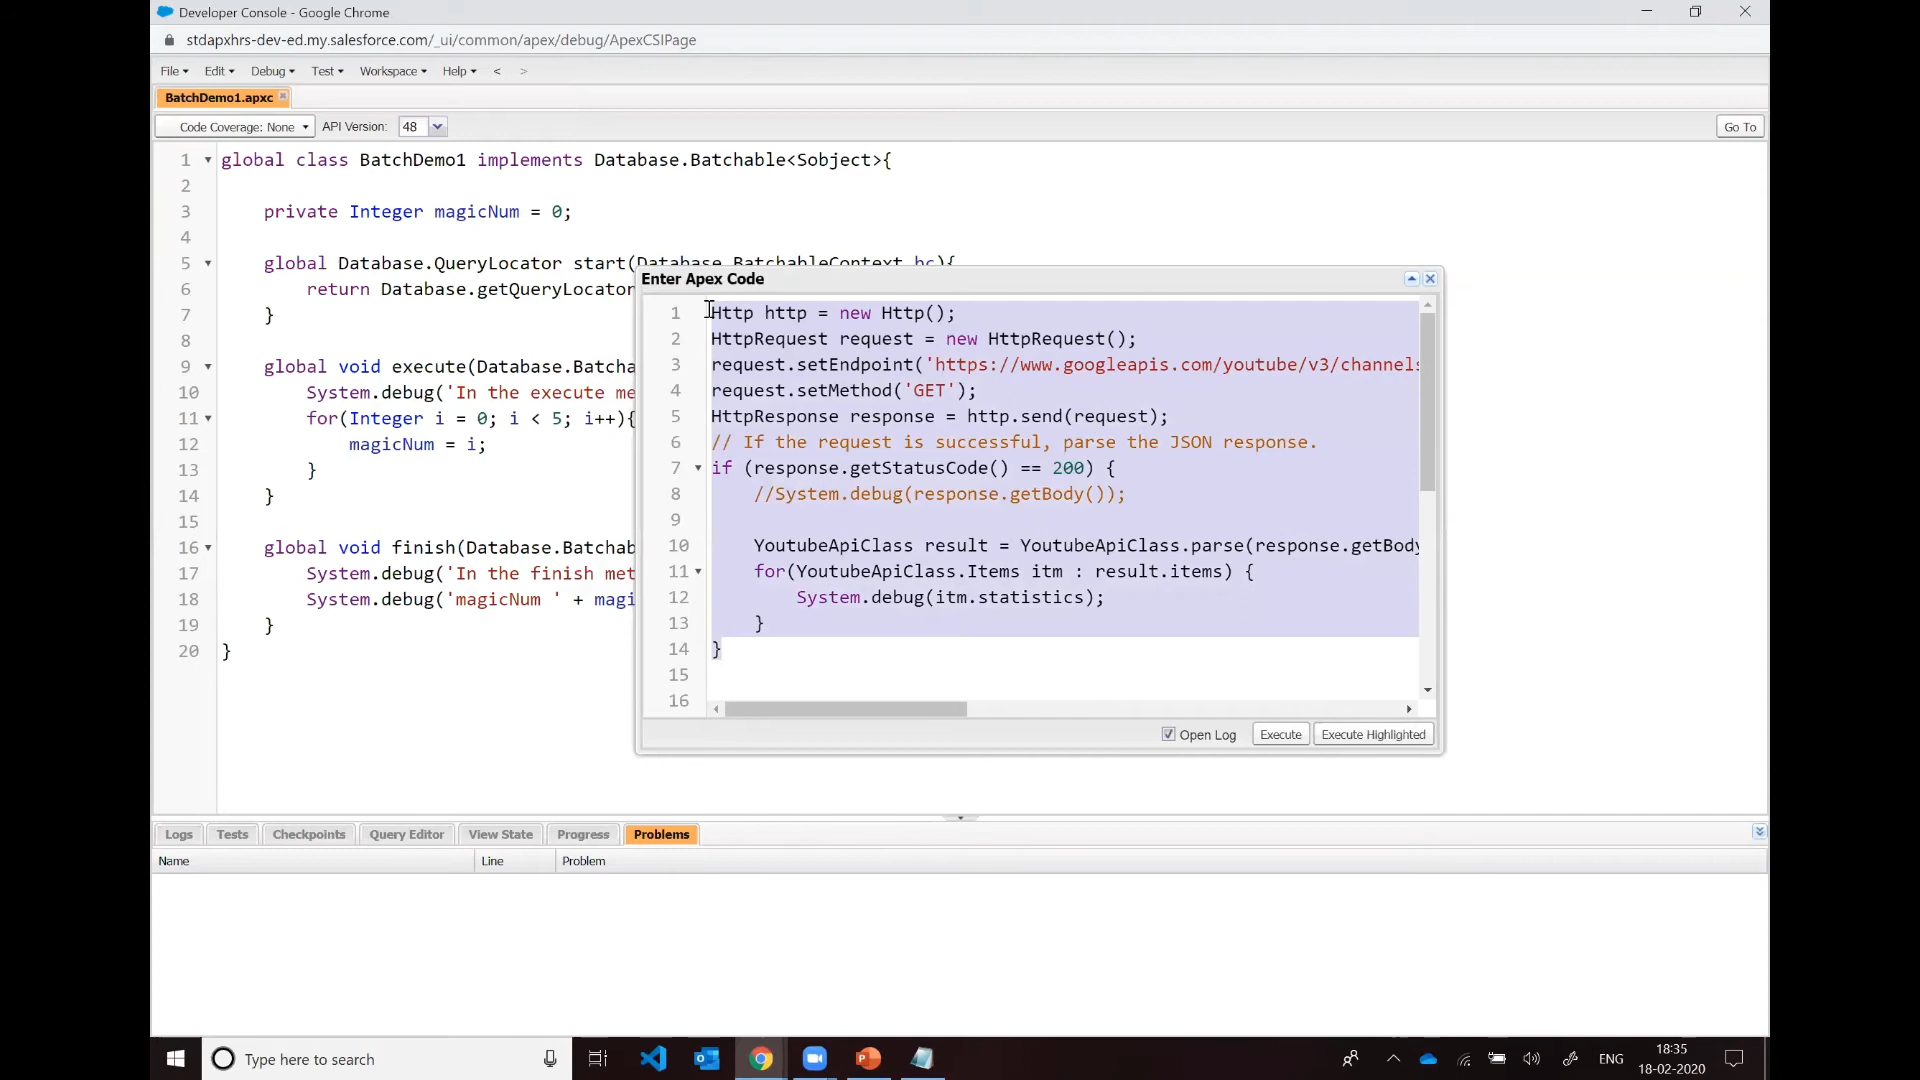 Developer Console - Google Chrome
stdapxhrs-dev-ed.my.salesforce.com/_ui/common/apex/debug/ApexCSIPage
File Edit Debug Test Workspace Help < >
BatchDemo1.apxc
Code Coverage: None API Version: 48 Go To
1 global class BatchDemo1 implements Database.Batchable<Sobject>{
2
3 private Integer magicNum = 0;
4
5 global Database.QueryLocator start(Database.BatchableContext bc){
6 return Database.getQueryLocator
7 }
8
9 global void execute(Database.Batcha
10 System.debug('In the execute me
11 for(Integer i = 0; i < 5; i++){
12 magicNum = i;
13 }
14 }
15
16 global void finish(Database.Batchab
17 System.debug('In the finish met
18 System.debug('magicNum ' + magi
19 }
20 }
Enter Apex Code
1 Http http = new Http();
2 HttpRequest request = new HttpRequest();
3 request.setEndpoint('https://www.googleapis.com/youtube/v3/channels
4 request.setMethod('GET');
5 HttpResponse response = http.send(request);
6 // If the request is successful, parse the JSON response.
7 if (response.getStatusCode() == 200) {
8 //System.debug(response.getBody());
9
10 YoutubeApiClass result = YoutubeApiClass.parse(response.getBody
11 for(YoutubeApiClass.Items itm : result.items) {
12 System.debug(itm.statistics);
13 }
14 }
15
16
Open Log Execute Execute Highlighted
Logs Tests Checkpoints Query Editor View State Progress Problems
Name Line Problem
Type here to search
ENG
18:35
18-02-2020